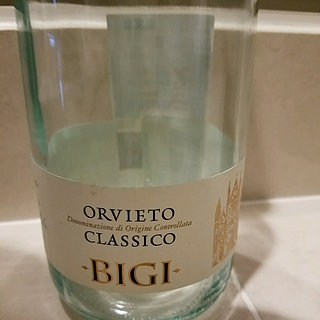 ORVIETO
Denominazione di Origine Controllata
CLASSICO
·BIGI·